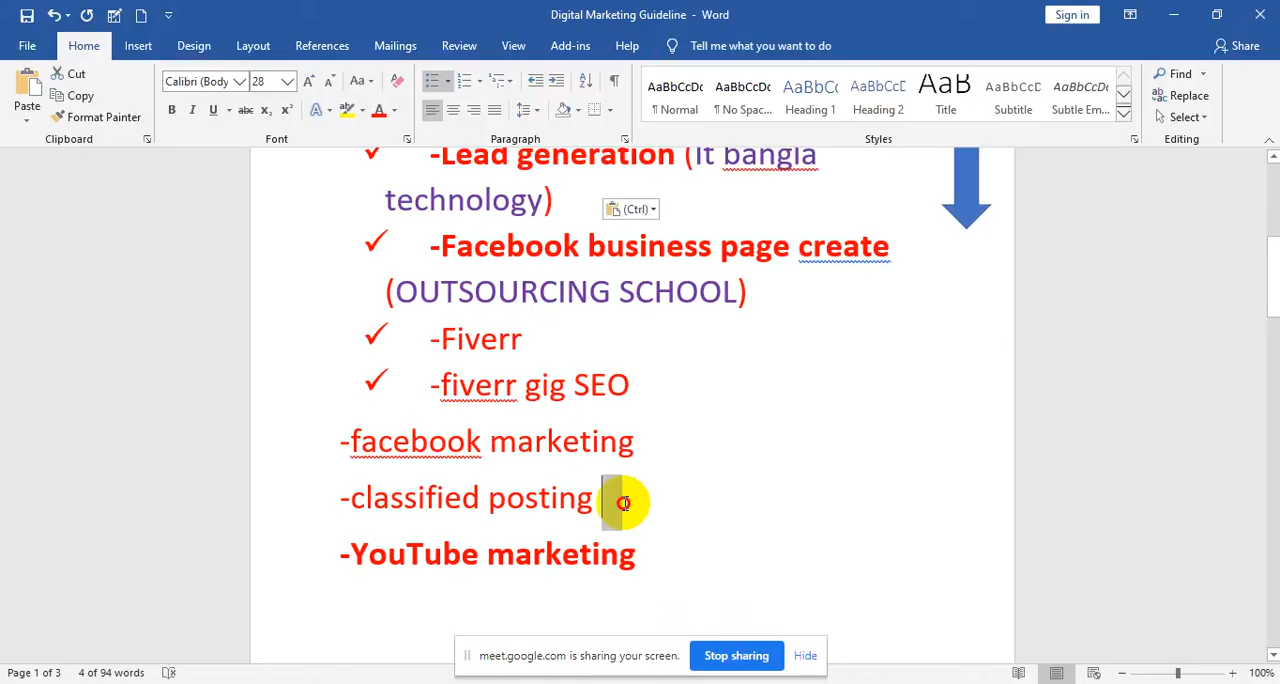 Digital Marketing Guideline - Word
Sign in
File Home Insert Design Layout References Mailings Review View Add-ins Help Tell me what you want to do Share
Paste
Cut
Copy
Format Painter
Clipboard
Calibri (Body 28 Aa
B I U abc x₂ x² A A
Font
Paragraph
AaBbCcDc AaBbCcDc AaBbCc AaBbCcD AaB AaBbCcD AaBbCcDc
¶ Normal ¶ No Spac... Heading 1 Heading 2 Title Subtitle Subtle Em...
Styles
Find
Replace
Select
Editing
-Lead generation (It bangla
technology)
(Ctrl)
-Facebook business page create
(OUTSOURCING SCHOOL)
-Fiverr
-fiverr gig SEO
-facebook marketing
-classified posting
-YouTube marketing
meet.google.com is sharing your screen. Stop sharing Hide
Page 1 of 3 4 of 94 words 100%